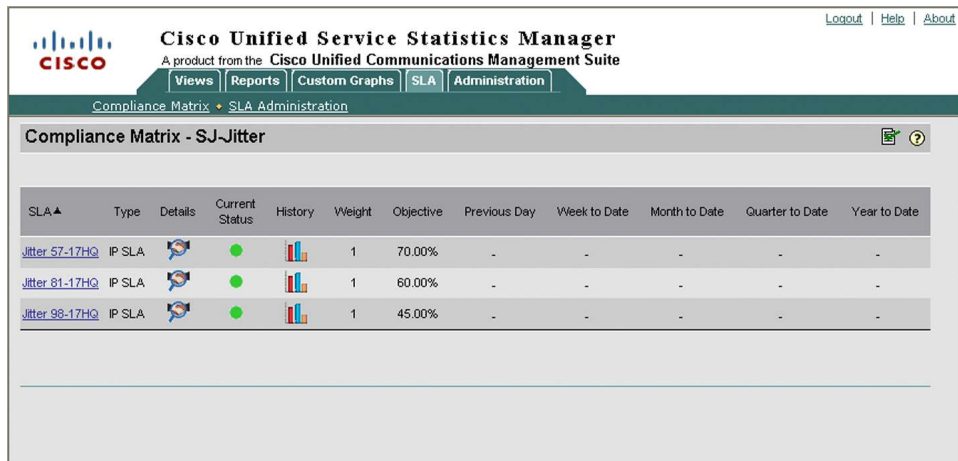 Logout | Help | About
CISCO
Cisco Unified Service Statistics Manager
A product from the Cisco Unified Communications Management Suite
Views Reports Custom Graphs SLA Administration
Compliance Matrix SLA Administration
Compliance Matrix - SJ-Jitter
SLA Type Details Current Status History Weight Objective Previous Day Week to Date Month to Date Quarter to Date Year to Date
Jitter 57-17HQ IP SLA 1 70.00% - - - - -
Jitter 81-17HQ IP SLA 1 60.00% - - - - -
Jitter 98-17HQ IP SLA 1 45.00% - - - - -